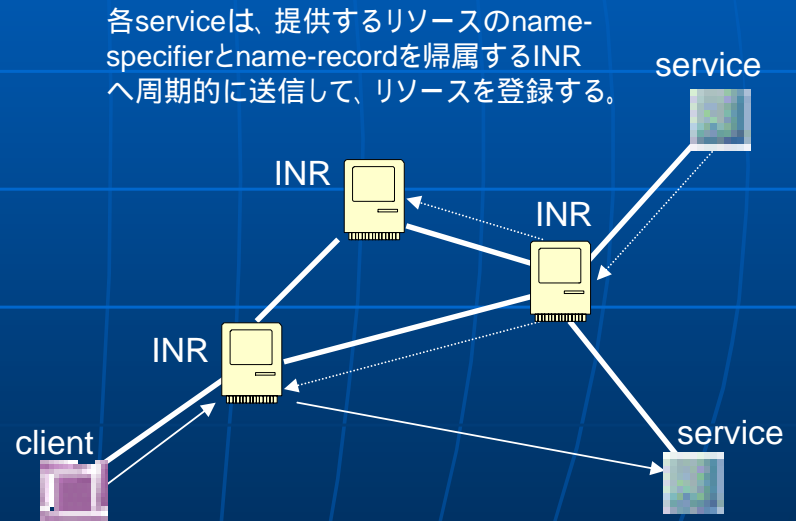 各serviceは、提供するリソースのname-
specifierとname-recordを帰属するINR
へ周期的に送信して、リソースを登録する。
service
INR
INR
INR
client
service